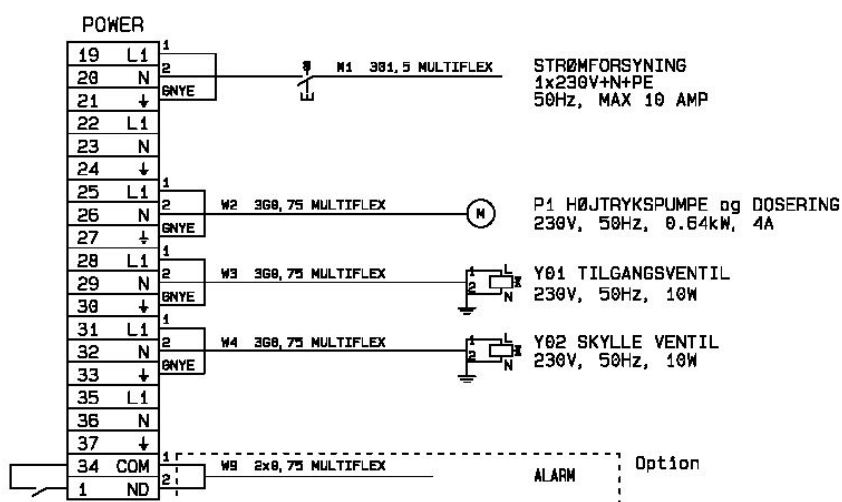 POWER
19 L1 1
20 N 2 W1 3G1,5 MULTIFLEX STRØMFORSYNING
21 GNYE 1x230V+N+PE
50Hz, MAX 10 AMP
22 L1
23 N
24
25 L1 1
26 N 2 W2 3G0,75 MULTIFLEX M P1 HØJTRYKSPUMPE og DOSERING
27 GNYE 230V, 50Hz, 0.64kW, 4A
28 L1 1
29 N 2 W3 3G0,75 MULTIFLEX 1 L Y01 TILGANGSVENTIL
30 GNYE 2 N 230V, 50Hz, 10W
31 L1 1
32 N 2 W4 3G0,75 MULTIFLEX 1 L Y02 SKYLLE VENTIL
33 GNYE 2 N 230V, 50Hz, 10W
35 L1
36 N
37
34 COM 1 W9 2x0,75 MULTIFLEX ALARM Option
1 NO 2